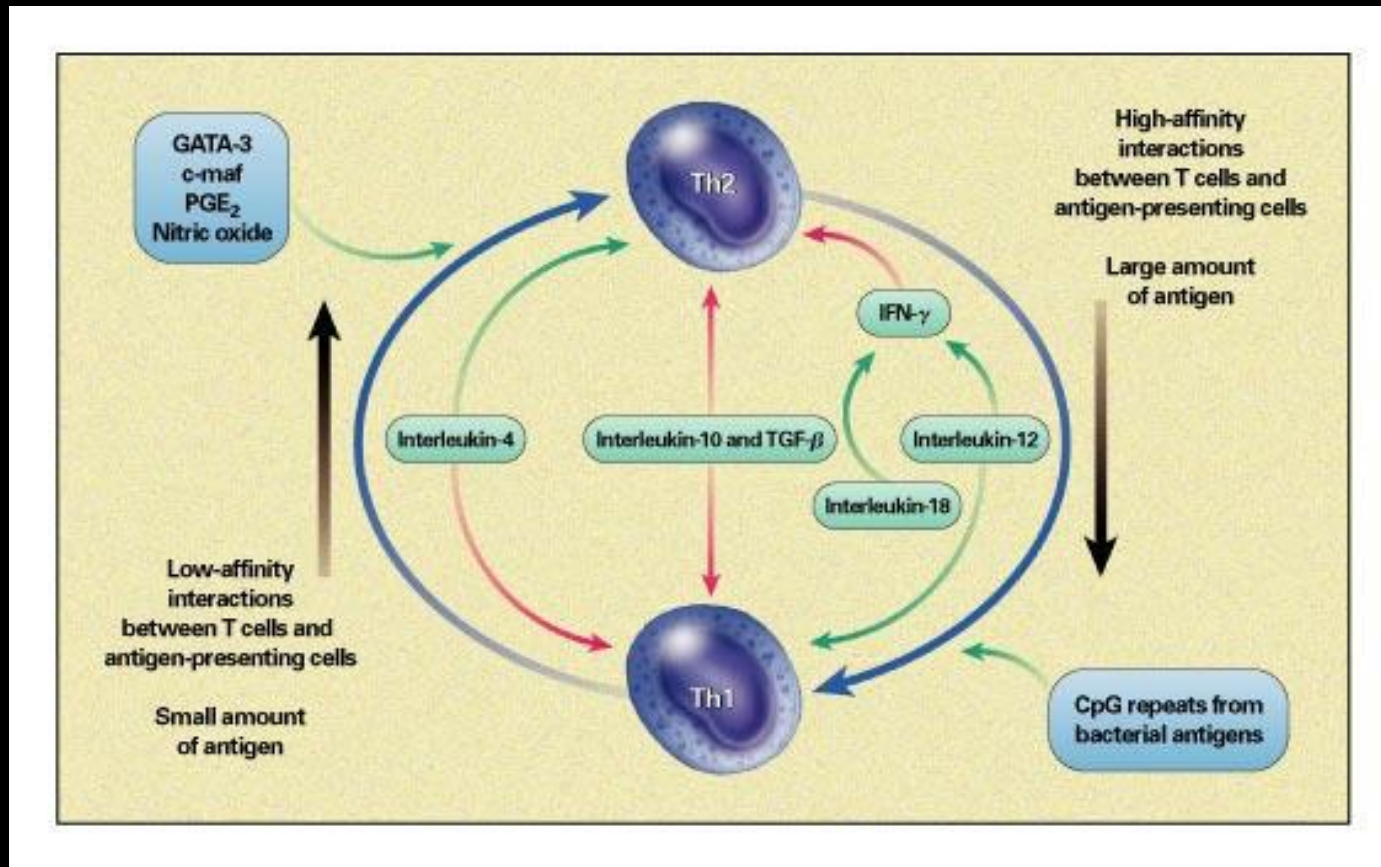 GATA-3
c-maf
PGE₂
Nitric oxide
Th2
High-affinity
interactions
between T cells and
antigen-presenting cells
Large amount
of antigen
IFN-γ
Interleukin-4
Interleukin-10 and TGF-β
Interleukin-12
Interleukin-18
Low-affinity
interactions
between T cells and
antigen-presenting cells
Small amount
of antigen
Th1
CpG repeats from
bacterial antigens